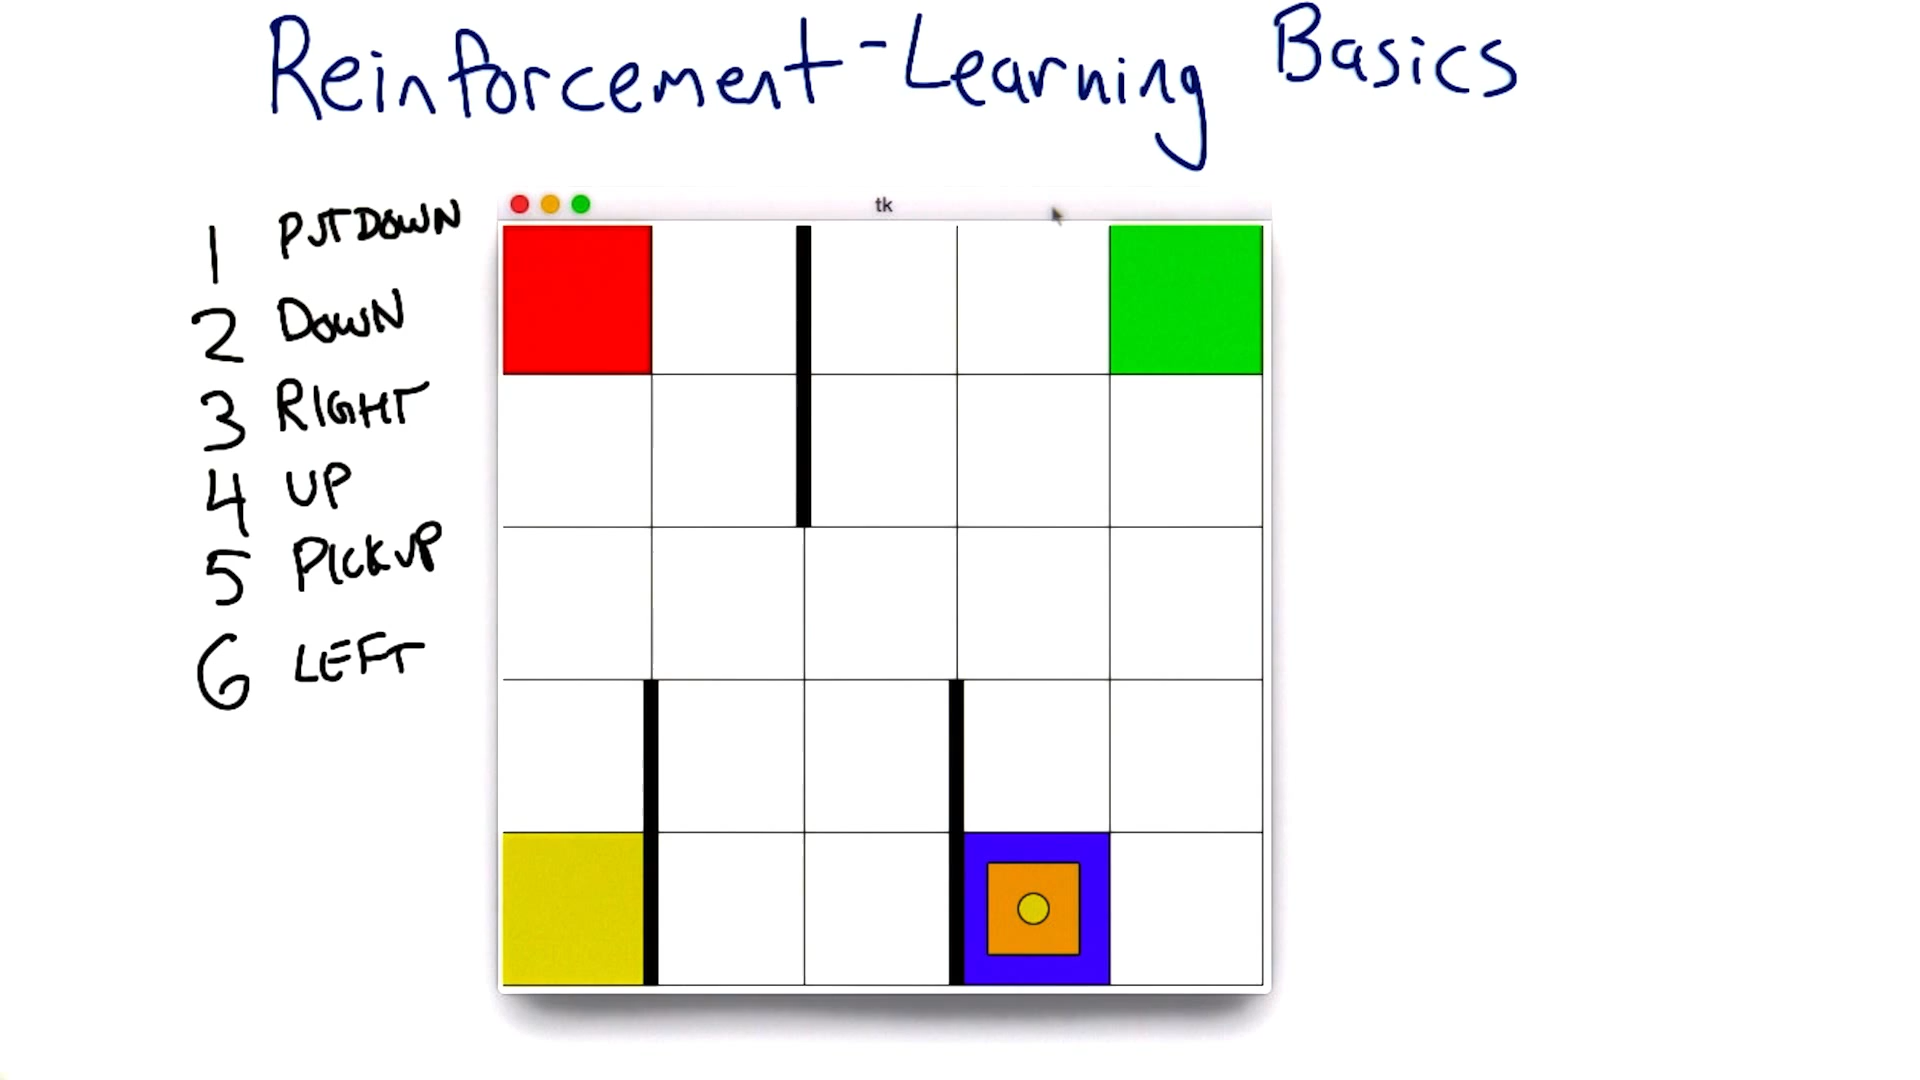 Reinforcement-Learning Basics
tk
1 PUTDOWN
2 DOWN
3 RIGHT
4 UP
5 PICKUP
6 LEFT